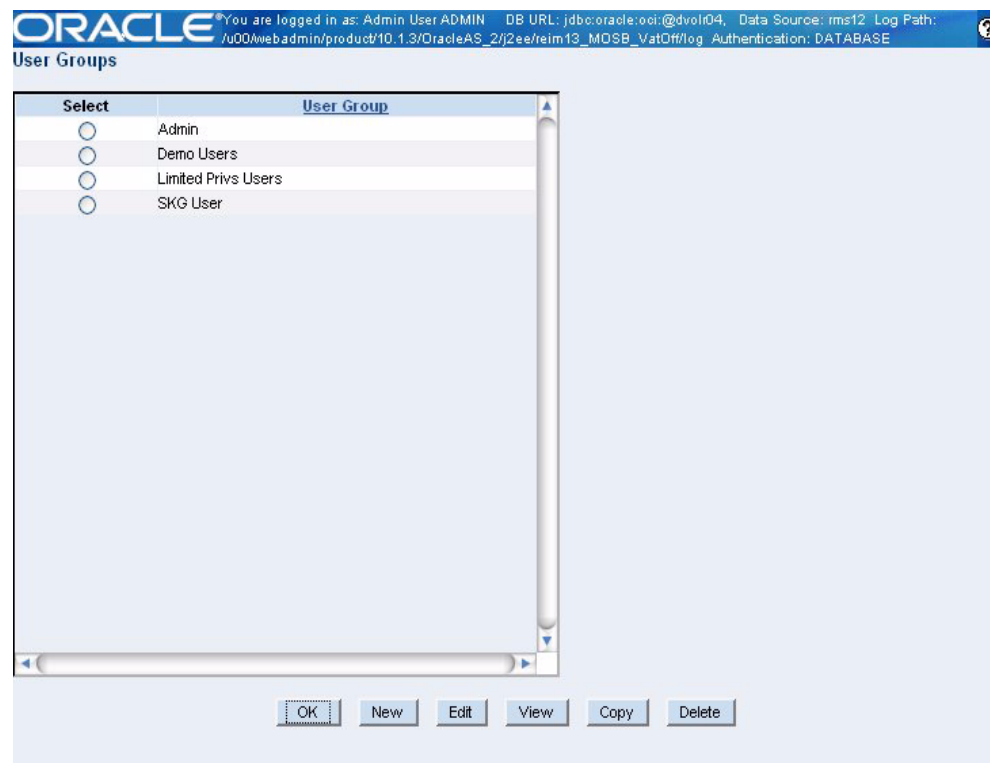 ORACLE
You are logged in as: Admin User ADMIN DB URL: jdbc:oracle:oci:@dvolr04, Data Source: rms12 Log Path:
/u00/webadmin/product/10.1.3/OracleAS_2/j2ee/reim13_MOSB_VatOff/log Authentication: DATABASE
?
User Groups
Select User Group
Admin
Demo Users
Limited Privs Users
SKG User
OK New Edit View Copy Delete